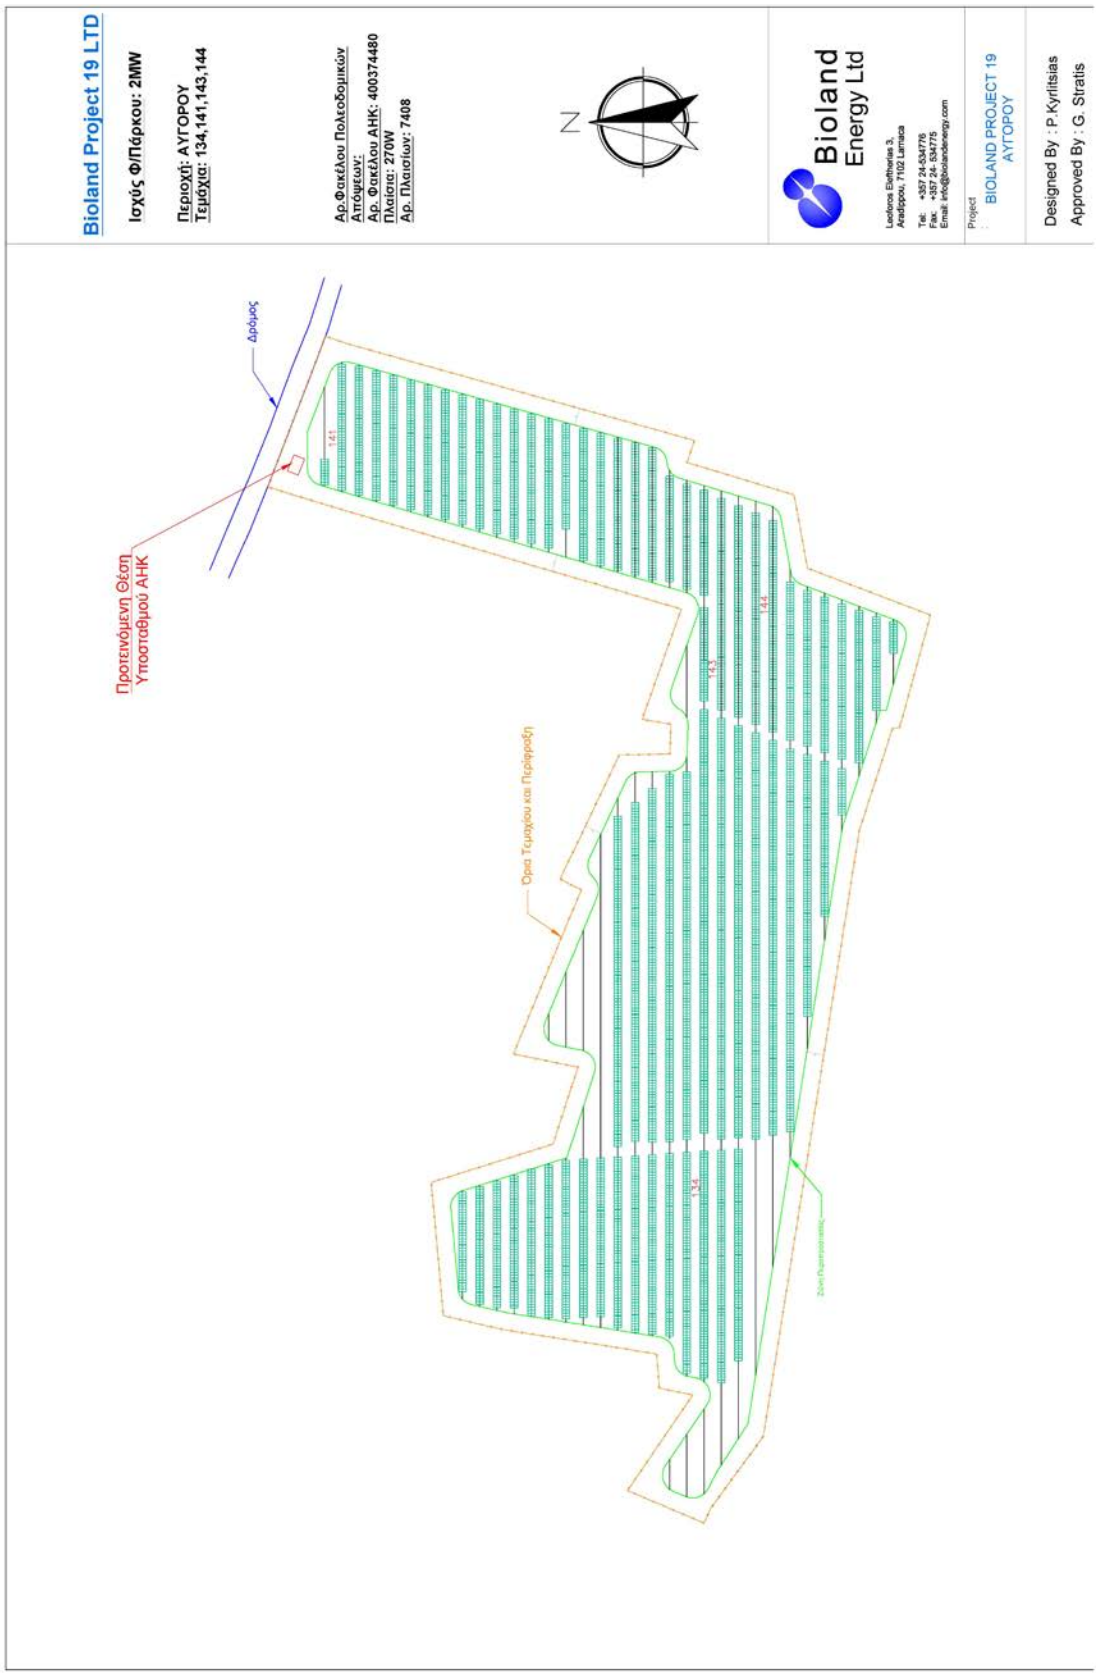 Bioland Project 19 LTD
Ισχύς Φ/Πάρκου: 2MW
Περιοχή: ΑΥΓΟΡΟΥ
Τεμάχια: 134,141,143,144
Αρ.Φακέλου Πολεοδομικών
Απόψεων:
Αρ. Φακέλου ΑΗΚ: 400374480
Πλαίσια: 270W
Αρ. Πλαισίων: 7408
N
Bioland
Energy Ltd
Leoforos Eleftherias 3,
Aradippou, 7102 Larnaca
Tel: +357 24-534776
Fax: +357 24- 534775
Email: info@biolandenergy.com
Project
:
BIOLAND PROJECT 19
ΑΥΓΟΡΟΥ
Designed By : P.Kyrlitsias
Approved By : G. Stratis
Δρόμος
Προτεινόμενη Θέση
Υποσταθμού ΑΗΚ
Όρια Τεμαχίου και Περίφραξη
141
144
143
134